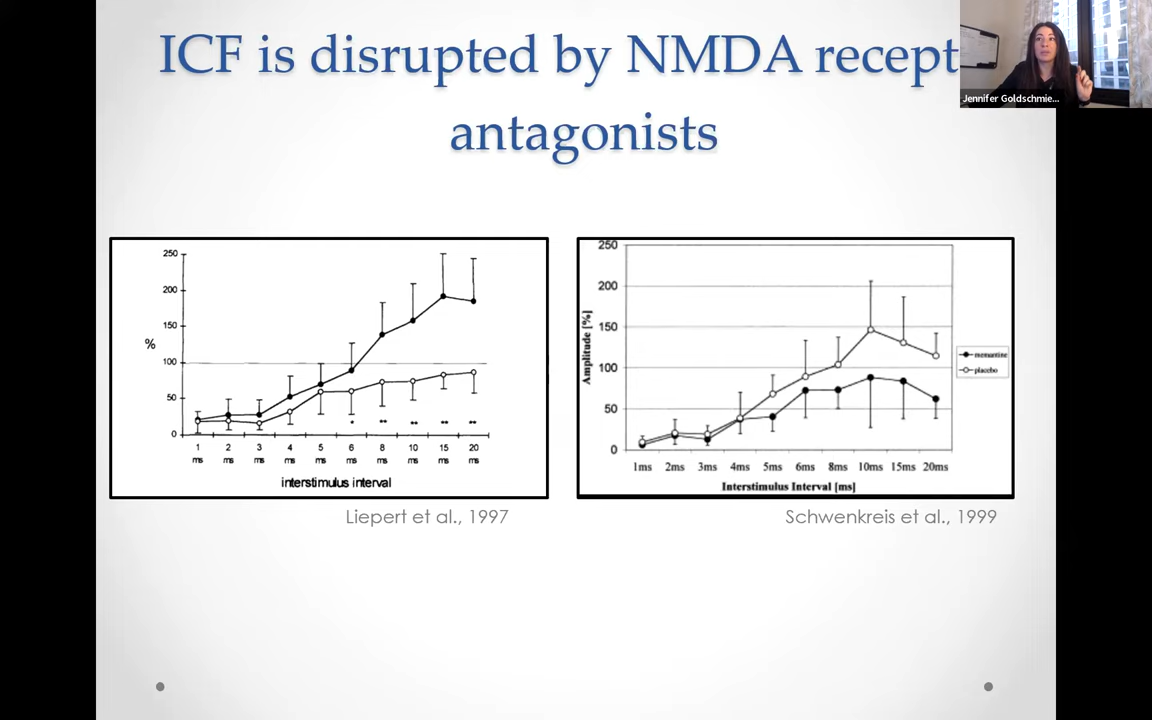 ICF is disrupted by NMDA recept
antagonists
Jennifer Goldschmie...
250
200
150
%
100
50
0
1 2 3 4 5 6 8 10 15 20
ms ms ms ms ms ms ms ms ms ms
* ** ** ** **
interstimulus interval
Liepert et al., 1997
250
200
150
100
50
0
Amplitude [%]
1ms 2ms 3ms 4ms 5ms 6ms 8ms 10ms 15ms 20ms
Interstimulus Interval [ms]
memantine
placebo
Schwenkreis et al., 1999